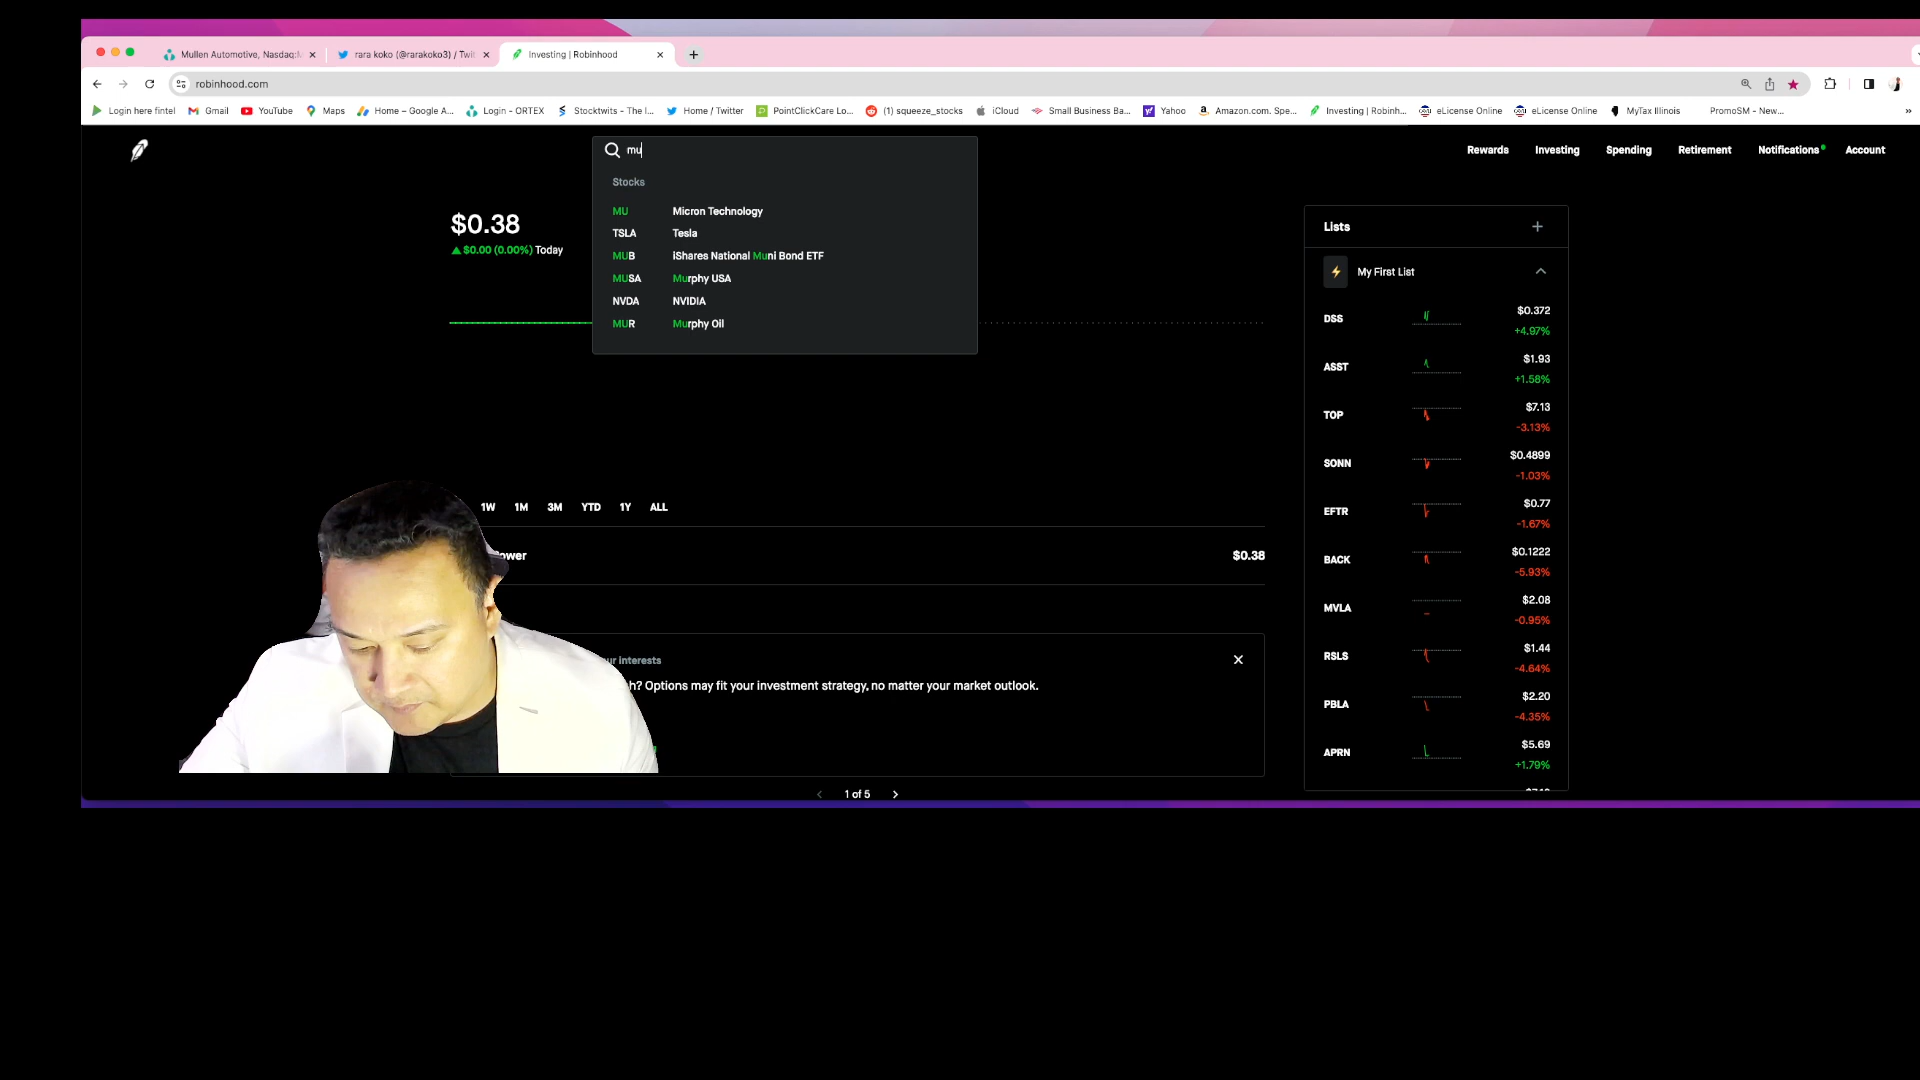 Mullen Automotive, Nasdaq:M
rara koko (@rarakoko3) / Twit
Investing | Robinhood
robinhood.com
Login here fintel
Gmail
YouTube
Maps
Home – Google A...
Login - ORTEX
Stocktwits - The l...
Home / Twitter
PointClickCare Lo...
(1) squeeze_stocks
iCloud
Small Business Ba...
Yahoo
Amazon.com. Spe...
Investing | Robinh...
eLicense Online
eLicense Online
MyTax Illinois
PromoSM - New...
»
mu
Rewards
Investing
Spending
Retirement
Notifications
Account
Stocks
MU Micron Technology
TSLA Tesla
MUB iShares National Muni Bond ETF
MUSA Murphy USA
NVDA NVIDIA
MUR Murphy Oil
$0.38
$0.00 (0.00%) Today
1W 1M 3M YTD 1Y ALL
ower $0.38
ur interests
h? Options may fit your investment strategy, no matter your market outlook.
1 of 5
Lists
My First List
DSS $0.372
+4.97%
ASST $1.93
+1.58%
TOP $7.13
-3.13%
SONN $0.4899
-1.03%
EFTR $0.77
-1.67%
BACK $0.1222
-5.93%
MVLA $2.08
-0.95%
RSLS $1.44
-4.64%
PBLA $2.20
-4.35%
APRN $5.69
+1.79%